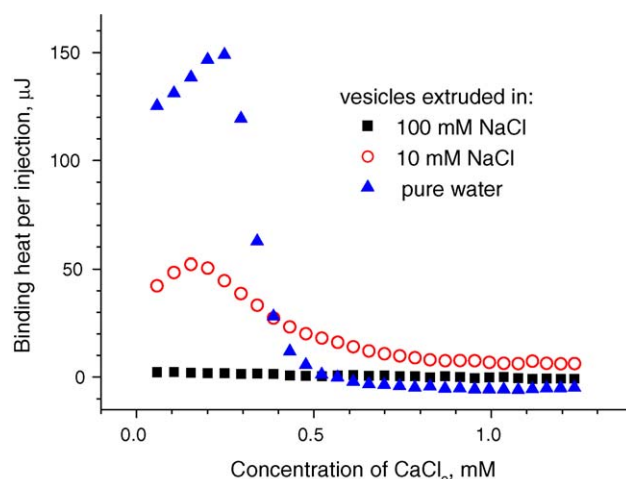 150
100
50
0
Binding heat per injection, μJ
vesicles extruded in:
100 mM NaCl
10 mM NaCl
pure water
0.0 0.5 1.0
Concentration of CaCl₂, mM